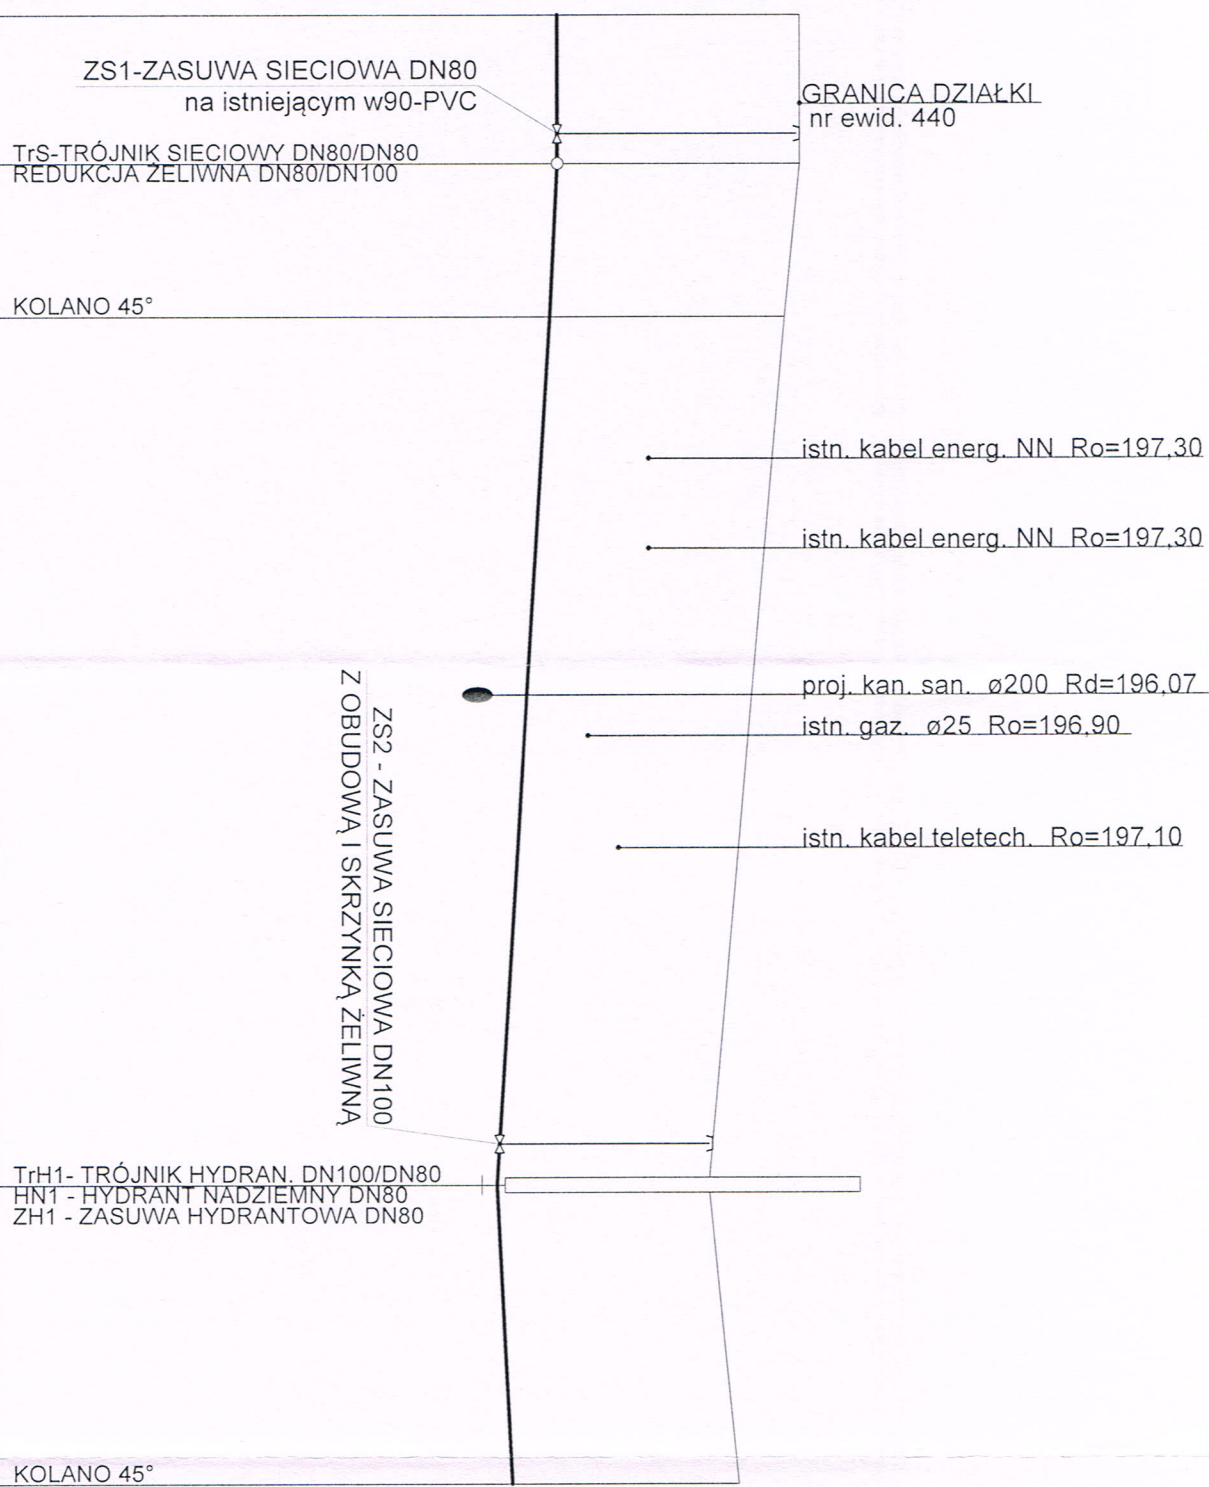 ZS1-ZASUWA SIECIOWA DN80
na istniejącym w90-PVC
GRANICA DZIAŁKI
nr ewid. 440
TrS-TRÓJNIK SIECIOWY DN80/DN80
REDUKCJA ŻELIWNA DN80/DN100
KOLANO 45°
istn. kabel energ. NN Ro=197,30
istn. kabel energ. NN Ro=197,30
proj. kan. san. ø200 Rd=196,07
istn. gaz. ø25 Ro=196,90
istn. kabel teletech. Ro=197,10
ZS2 - ZASUWA SIECIOWA DN100
Z OBUDOWĄ I SKRZYNKĄ ŻELIWNĄ
TrH1- TRÓJNIK HYDRAN. DN100/DN80
HN1 - HYDRANT NADZIEMNY DN80
ZH1 - ZASUWA HYDRANTOWA DN80
KOLANO 45°